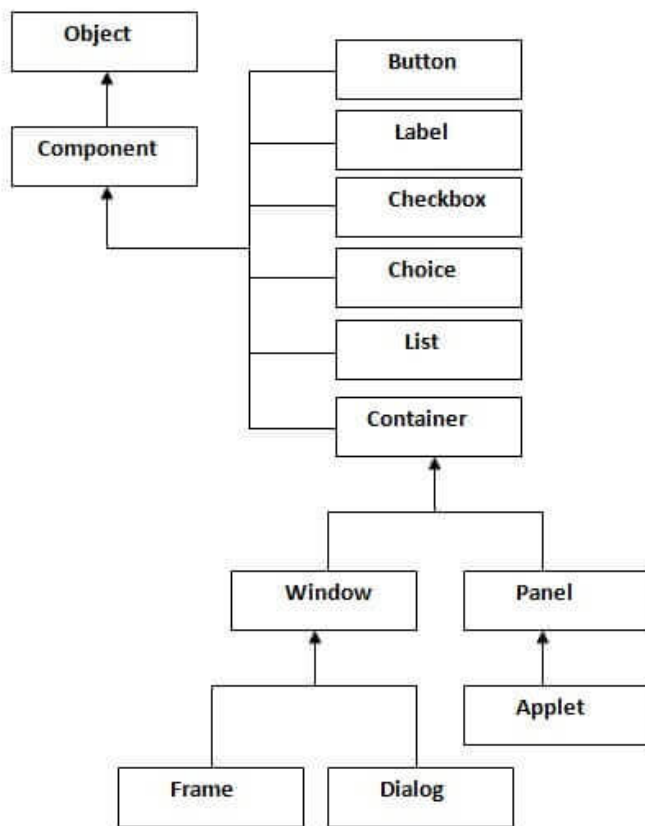 Object
Button
Label
Component
Checkbox
Choice
List
Container
Window
Panel
Applet
Frame
Dialog